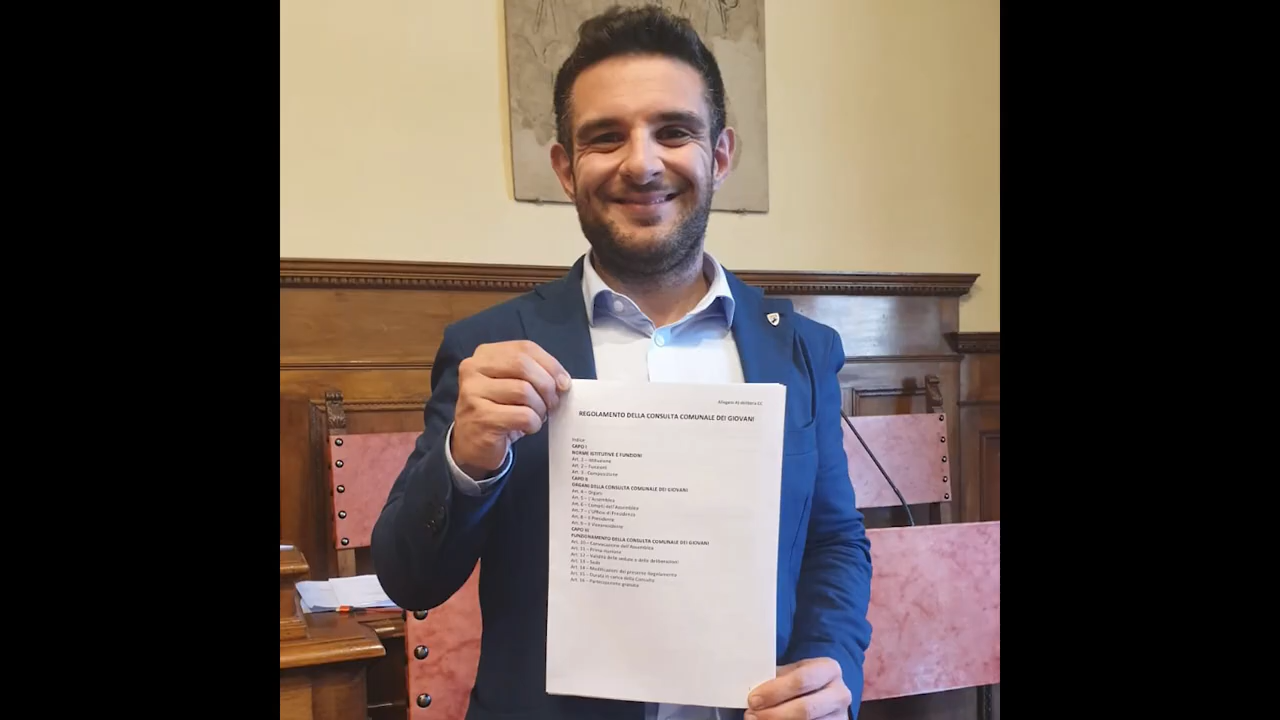 Allegato A1 delibera CC
REGOLAMENTO DELLA CONSULTA COMUNALE DEI GIOVANI
Indice
CAPO I
NORME ISTITUTIVE E FUNZIONI
Art. 1 – Istituzione
Art. 2 – Funzioni
Art. 3 - Composizione
CAPO II
ORGANI DELLA CONSULTA COMUNALE DEI GIOVANI
Art. 4 – Organi
Art. 5 – L'Assemblea
Art. 6 – Compiti dell'Assemblea
Art. 7 – L'Ufficio di Presidenza
Art. 8 – Il Presidente
Art. 9 – Il Vicepresidente
CAPO III
FUNZIONAMENTO DELLA CONSULTA COMUNALE DEI GIOVANI
Art. 10 – Convocazione dell'Assemblea
Art. 11 – Prima riunione
Art. 12 – Validità delle sedute e delle deliberazioni
Art. 13 – Sede
Art. 14 – Modificazioni del presente Regolamento
Art. 15 – Durata in carica della Consulta
Art. 16 – Partecipazione gratuita